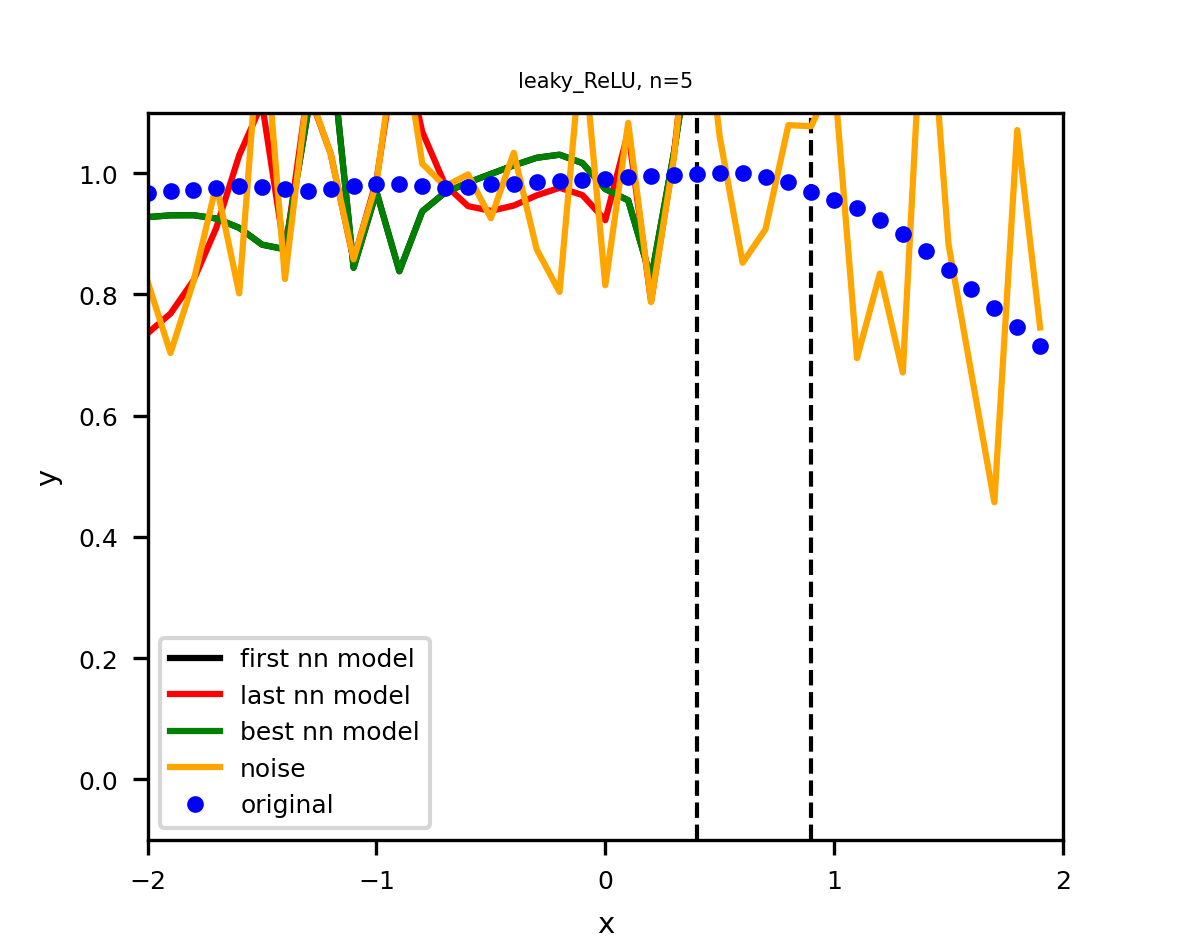 leaky_ReLU, n=5
1.0
0.8
0.6
0.4
0.2
0.0
y
first nn model
last nn model
best nn model
noise
original
−2
−1
0
1
2
x